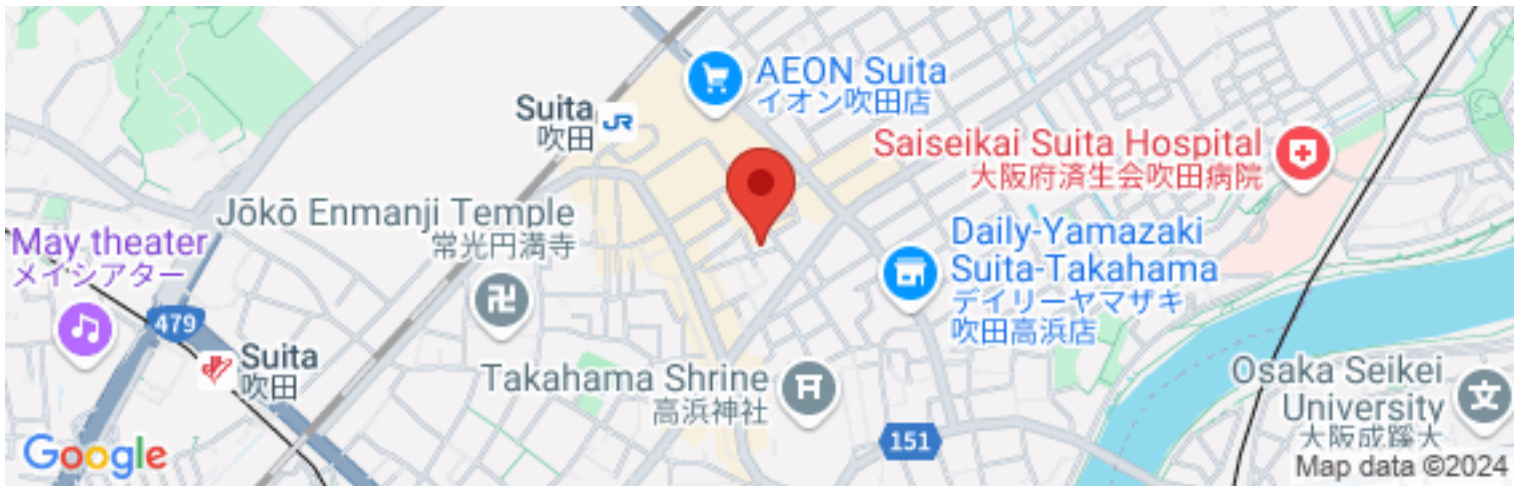 AEON Suita
イオン吹田店
Suita
吹田
JR
Saiseikai Suita Hospital
大阪府済生会吹田病院
Jōkō Enmanji Temple
常光円満寺
May theater
メイシアター
Daily-Yamazaki
Suita-Takahama
デイリーヤマザキ
吹田高浜店
479
Suita
吹田
Takahama Shrine
高浜神社
Osaka Seikei
University
大阪成蹊大
151
Google
Map data ©2024